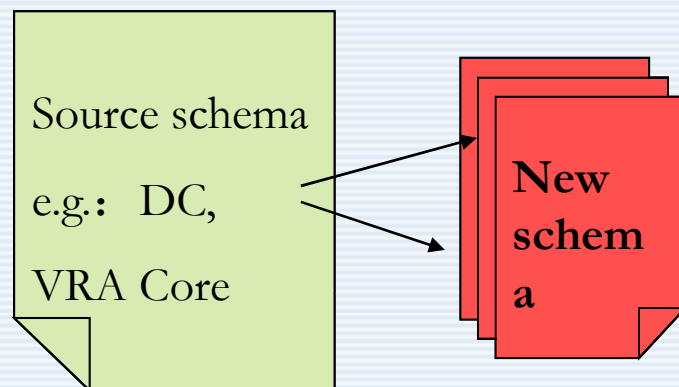 Source schema
e.g.： DC,
VRA Core
New
schem
a